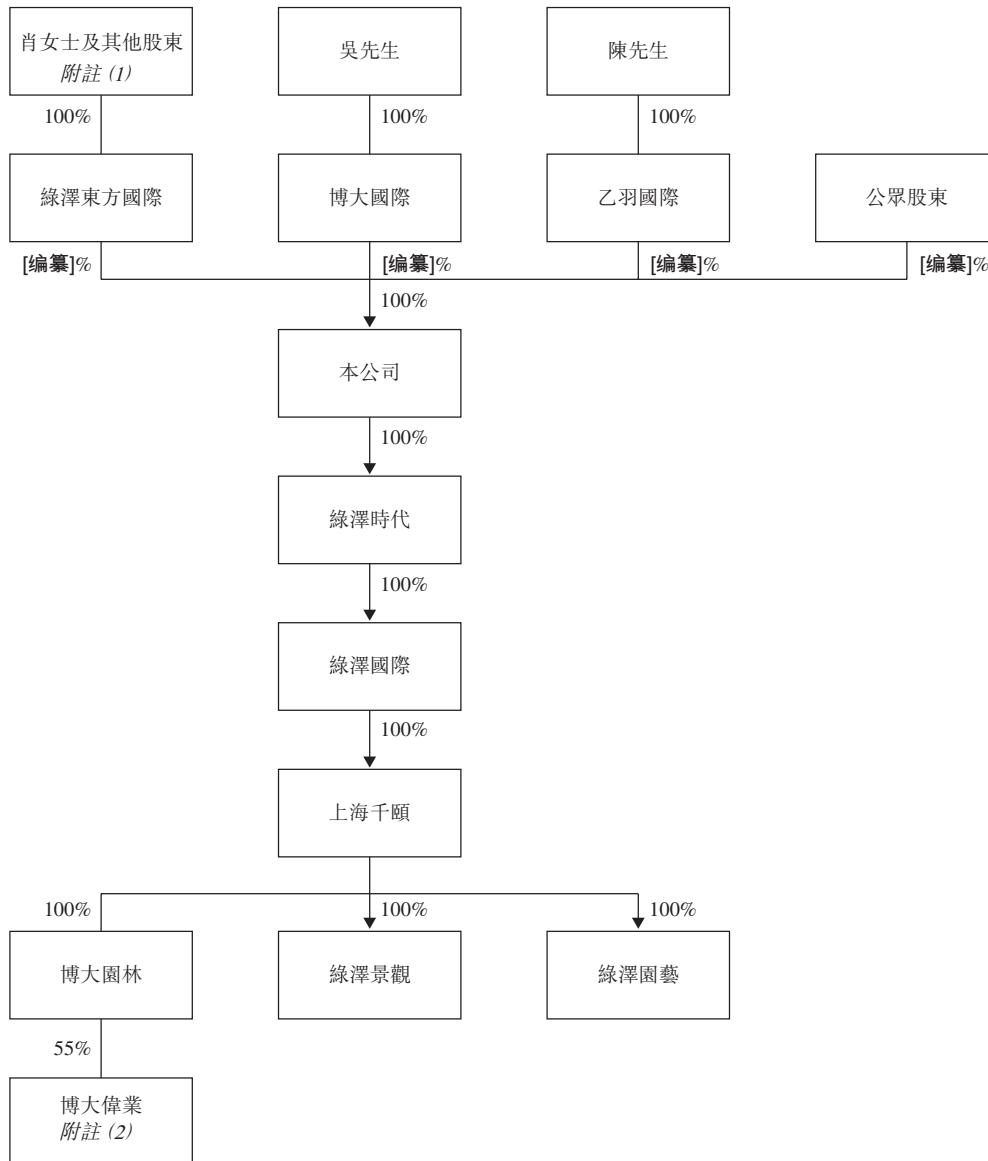 肖女士及其他股東
附註 (1)
吳先生
陳先生
100%
100%
100%
綠澤東方國際
博大國際
乙羽國際
公眾股東
[编纂]%
[编纂]%
[编纂]%
[编纂]%
100%
本公司
100%
綠澤時代
100%
綠澤國際
100%
上海千頤
100%
100%
100%
博大園林
綠澤景觀
綠澤園藝
55%
博大偉業
附註 (2)